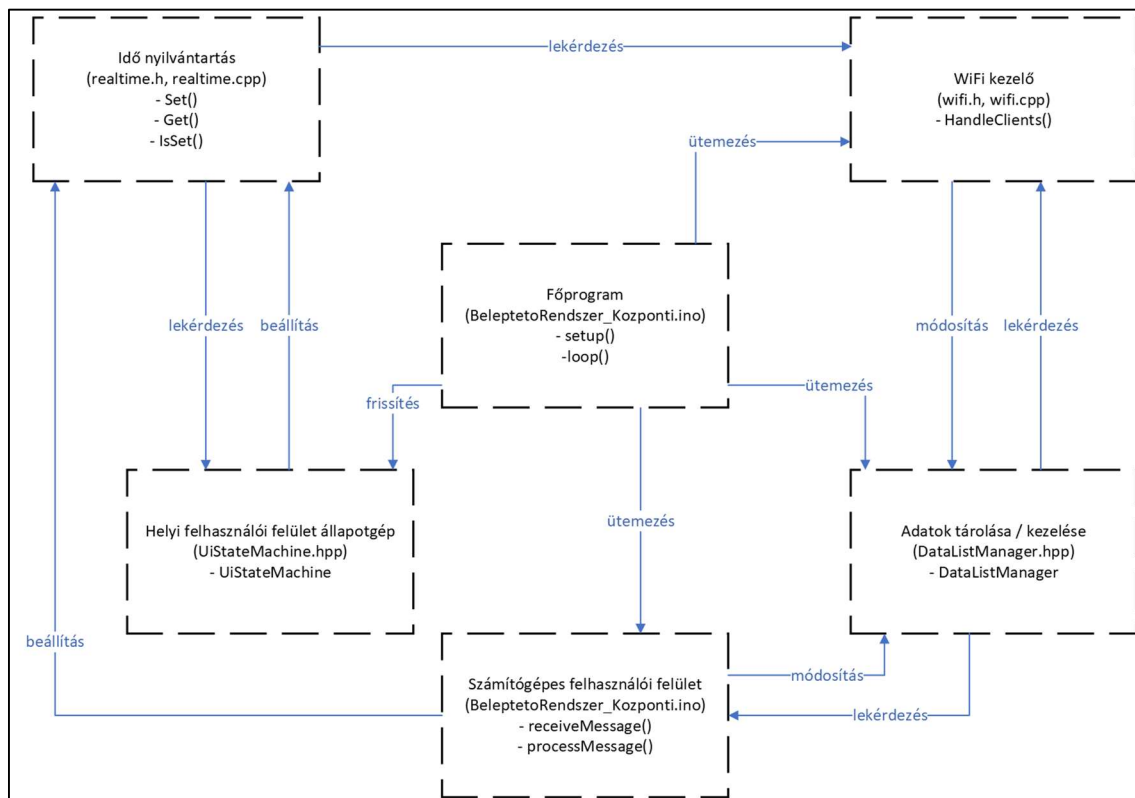 Idő nyilvántartás
(realtime.h, realtime.cpp)
- Set()
- Get()
- IsSet()
lekérdezés
WiFi kezelő
(wifi.h, wifi.cpp)
- HandleClients()
ütemezés
Főprogram
(BeleptetoRendszer_Kozponti.ino)
- setup()
-loop()
lekérdezés
beállítás
módosítás
lekérdezés
frissítés
ütemezés
Helyi felhasználói felület állapotgép
(UiStateMachine.hpp)
- UiStateMachine
ütemezés
Adatok tárolása / kezelése
(DataListManager.hpp)
- DataListManager
beállítás
Számítógépes felhasználói felület
(BeleptetoRendszer_Kozponti.ino)
- receiveMessage()
- processMessage()
módosítás
lekérdezés